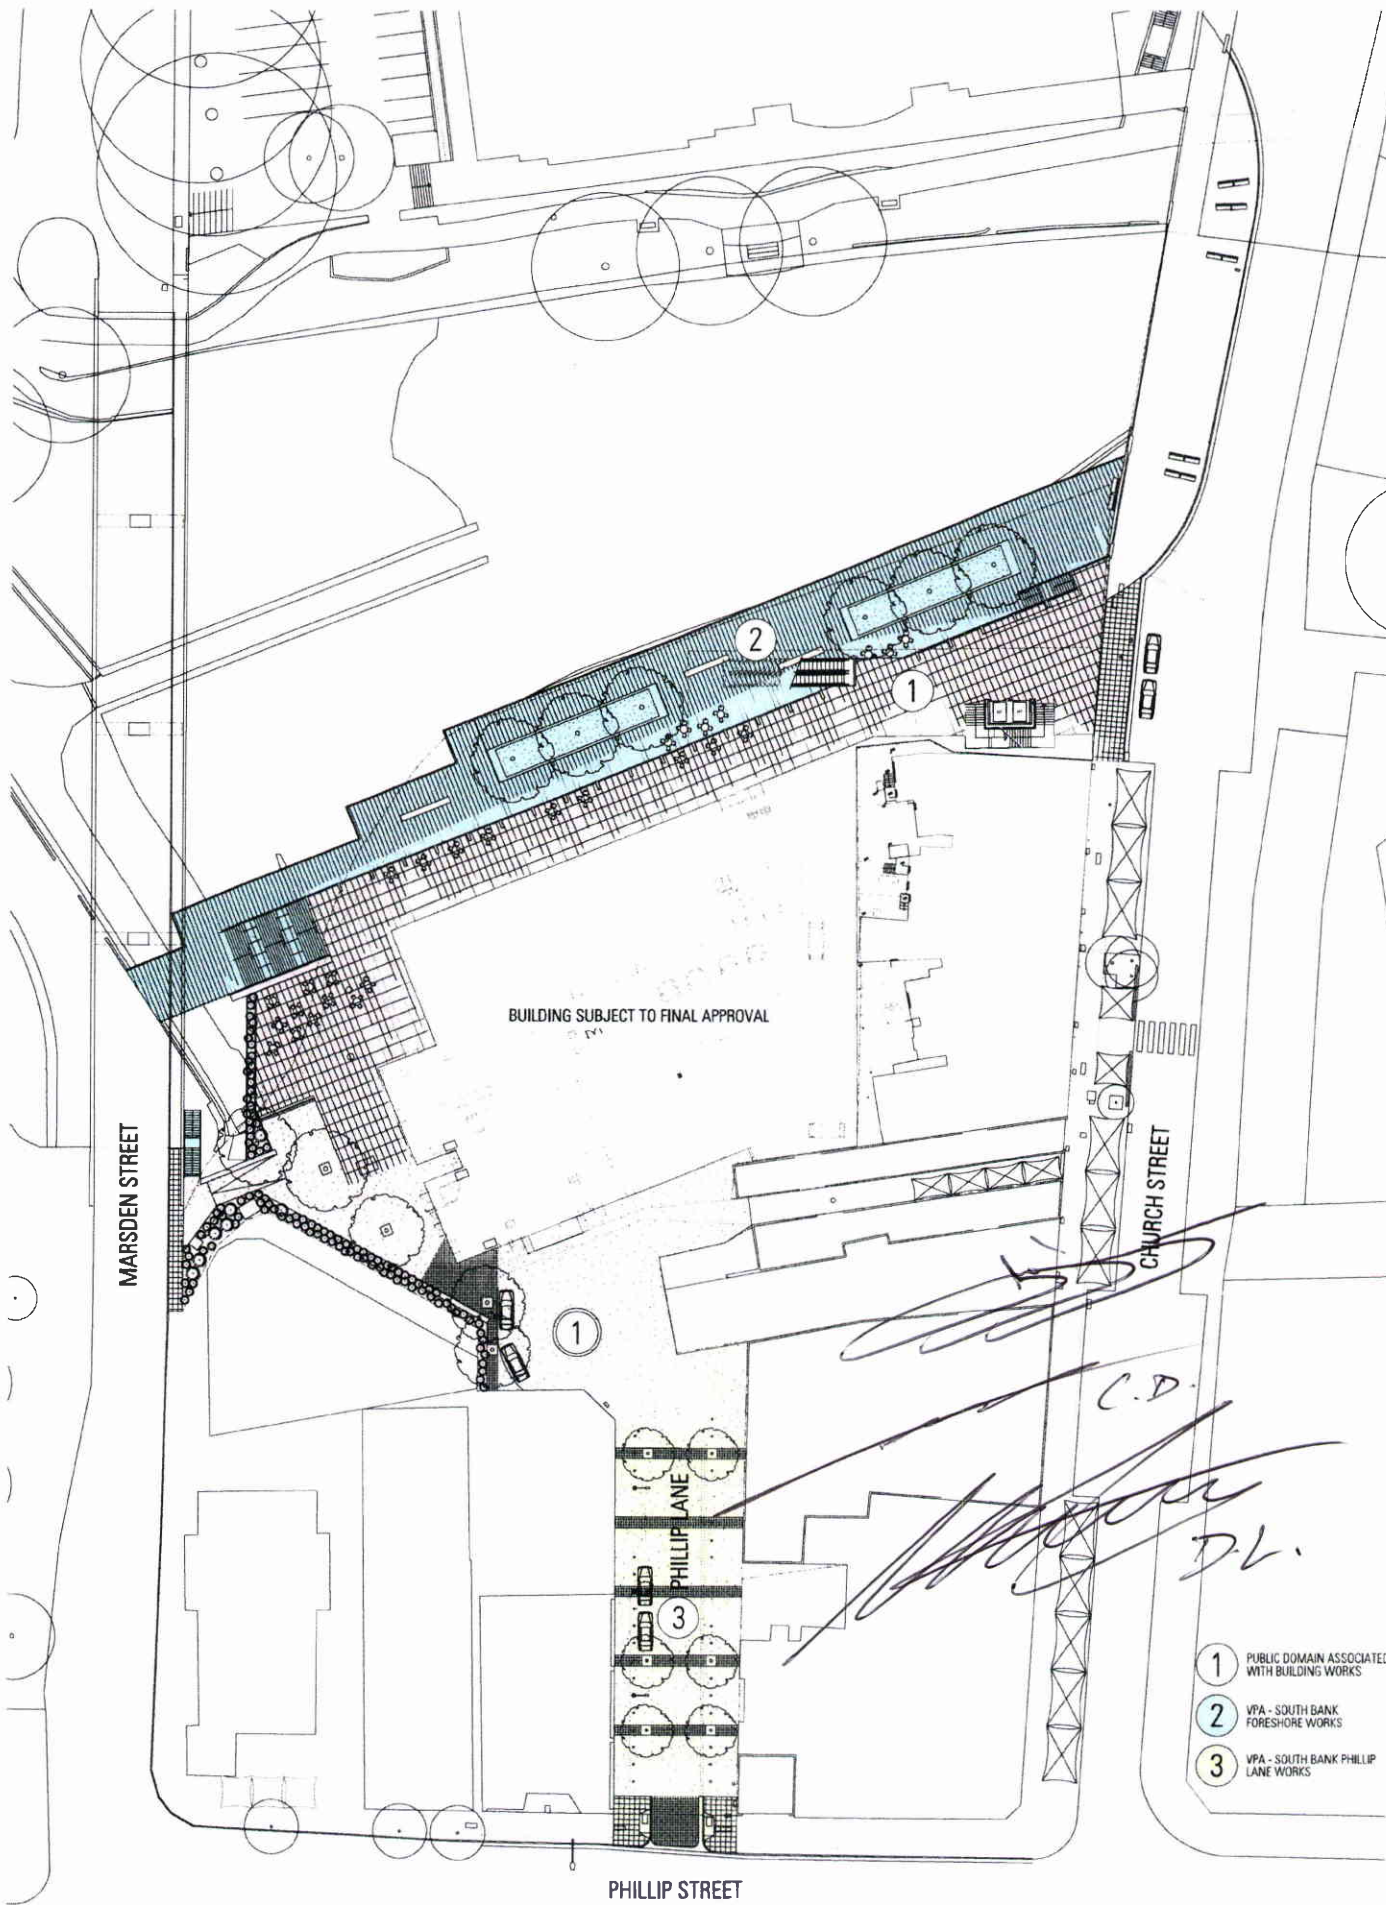 2
1
BUILDING SUBJECT TO FINAL APPROVAL
MARSDEN STREET
CHURCH STREET
1
C.D.
PHILLIP LANE
D.L.
3
1 PUBLIC DOMAIN ASSOCIATED
WITH BUILDING WORKS
2 VPA - SOUTH BANK
FORESHORE WORKS
3 VPA - SOUTH BANK PHILLIP
LANE WORKS
PHILLIP STREET